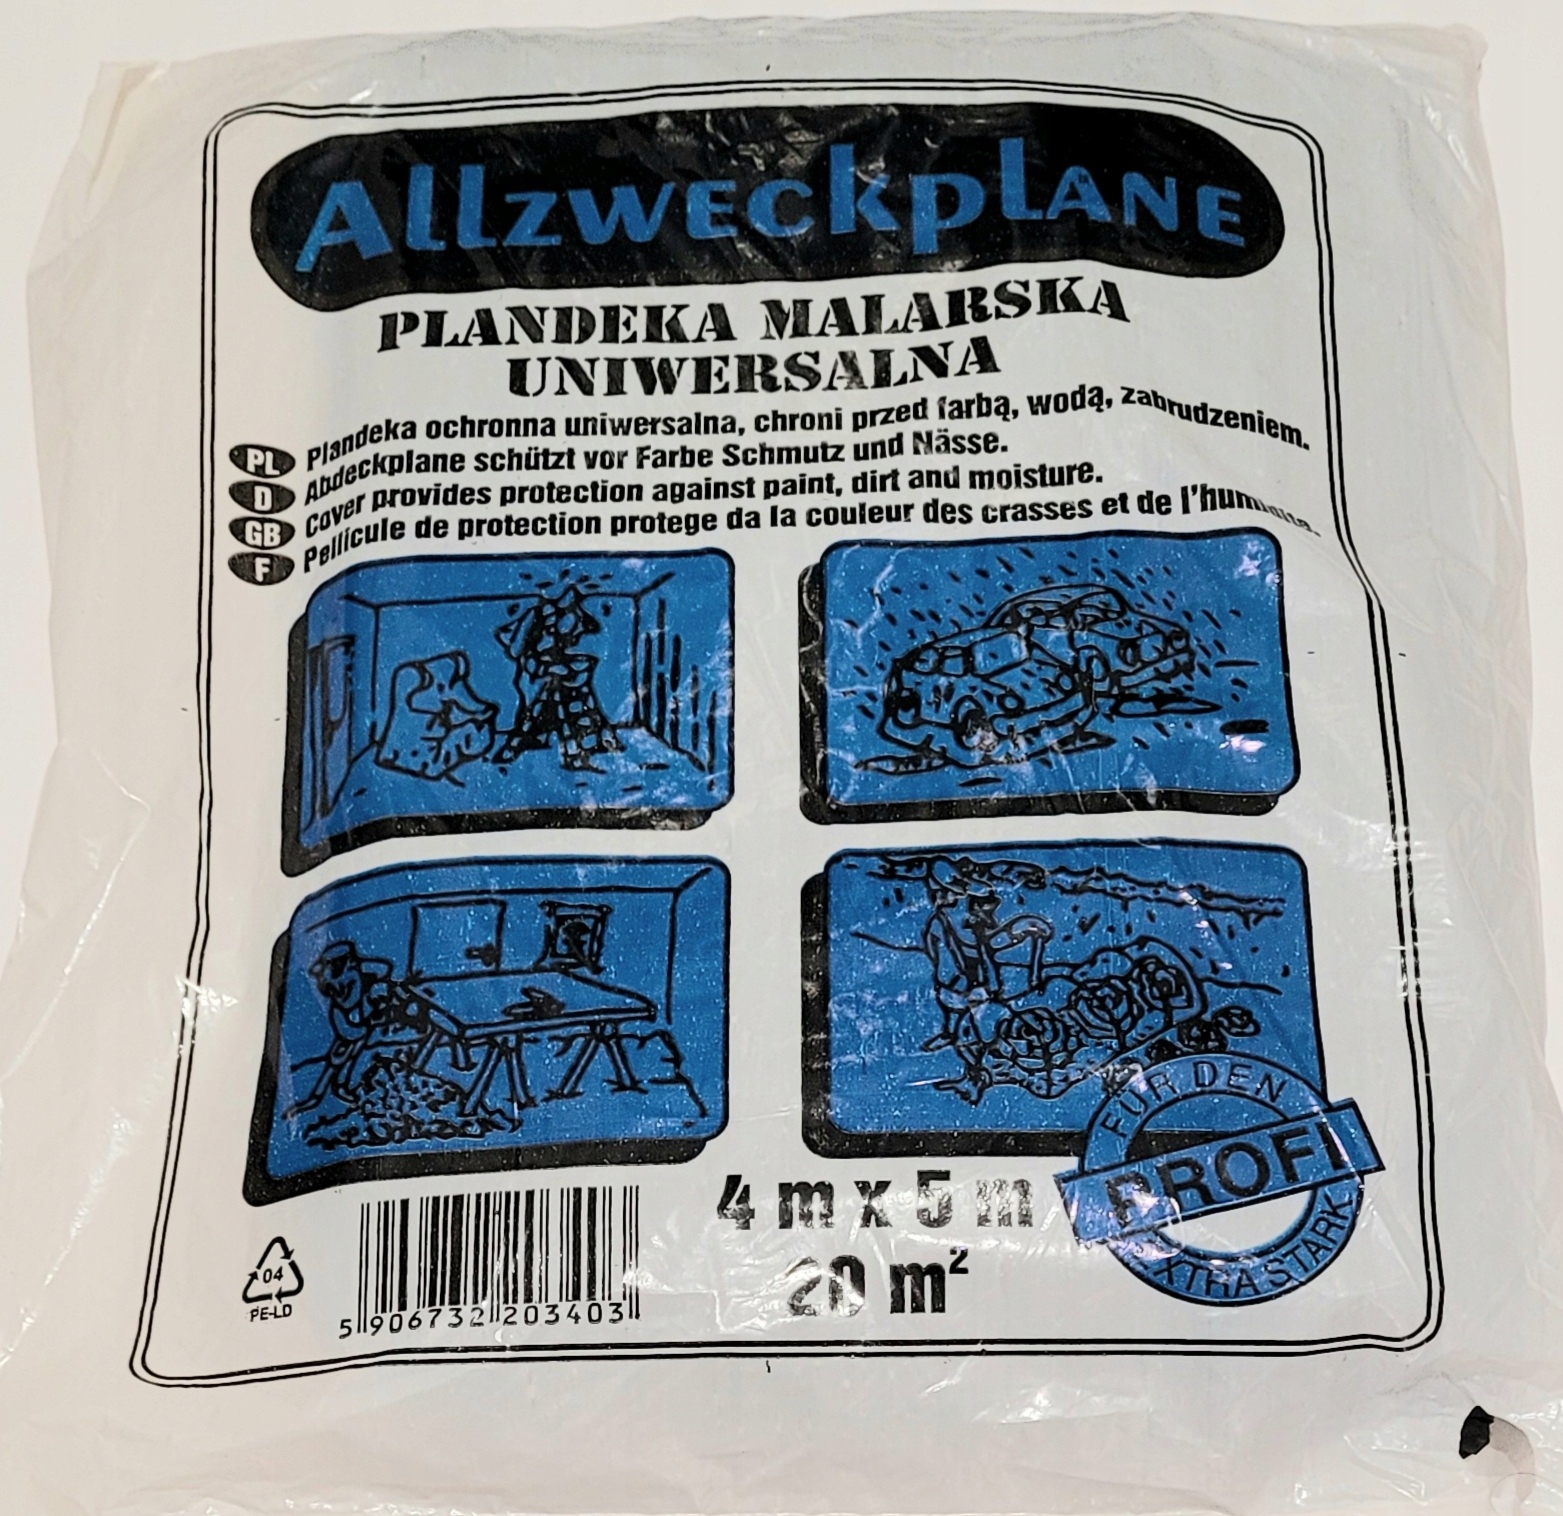 Allzweckplane
PLANDEKA MALARSKA
UNIWERSALNA
PL Plandeka ochronna uniwersalna, chroni przed farbą, wodą, zabrudzeniem.
D Abdeckplane schützt vor Farbe Schmutz und Nässe.
GB Cover provides protection against paint, dirt and moisture.
F Pellicule de protection protege da la couleur des crasses et de l'humidite.
FÜR DEN
PROFI
EXTRA STARK
4 m x 5 m
20 m²
04
PE-LD
5 906732 203403